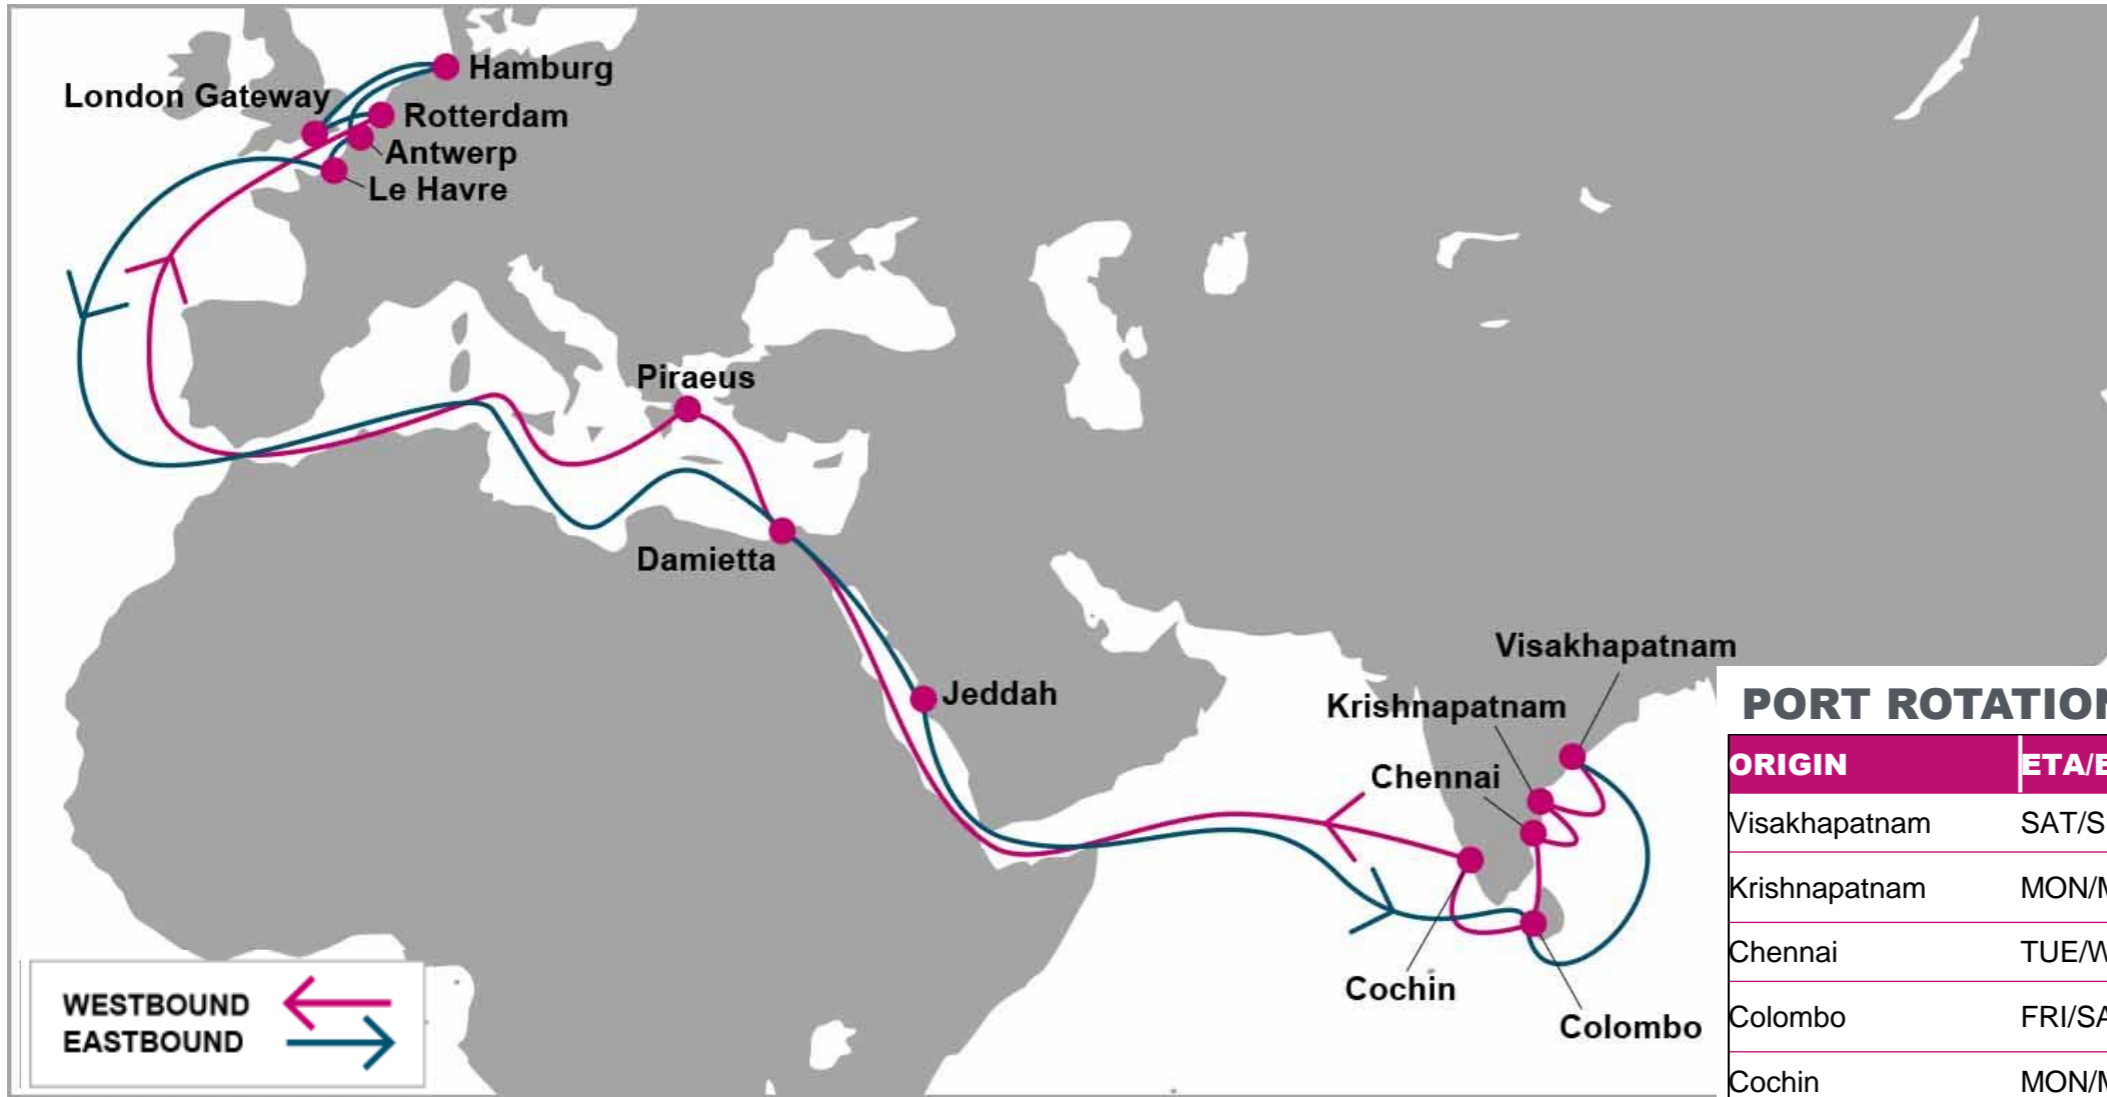 Hamburg
London Gateway
Rotterdam
Antwerp
Le Havre
Piraeus
Damietta
Jeddah
Visakhapatnam
Krishnapatnam
Chennai
Cochin
Colombo
WESTBOUND
EASTBOUND
PORT ROTATION
ORIGIN ETA/E
Visakhapatnam SAT/S
Krishnapatnam MON/M
Chennai TUE/W
Colombo FRI/SA
Cochin MON/M